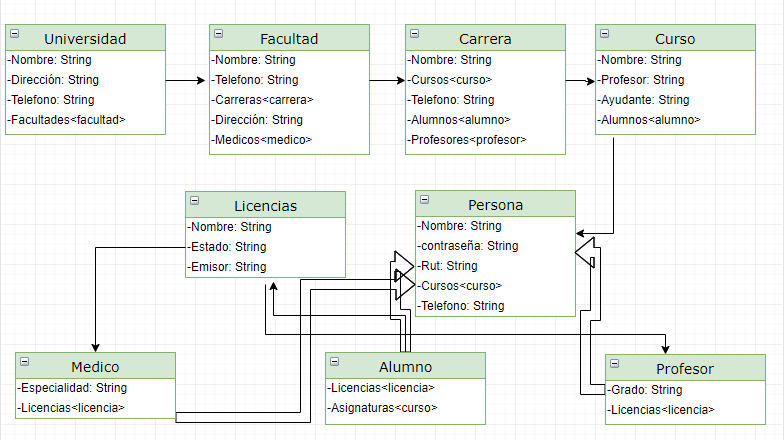 Universidad
-Nombre: String
-Dirección: String
-Telefono: String
-Facultades<facultad>
Facultad
-Nombre: String
-Telefono: String
-Carreras<carrera>
-Dirección: String
-Medicos<medico>
Carrera
-Nombre: String
-Cursos<curso>
-Telefono: String
-Alumnos<alumno>
-Profesores<profesor>
Curso
-Nombre: String
-Profesor: String
-Ayudante: String
-Alumnos<alumno>
Licencias
-Nombre: String
-Estado: String
-Emisor: String
Persona
-Nombre: String
-contraseña: String
-Rut: String
-Cursos<curso>
-Telefono: String
Medico
-Especialidad: String
-Licencias<licencia>
Alumno
-Licencias<licencia>
-Asignaturas<curso>
Profesor
-Grado: String
-Licencias<licencia>